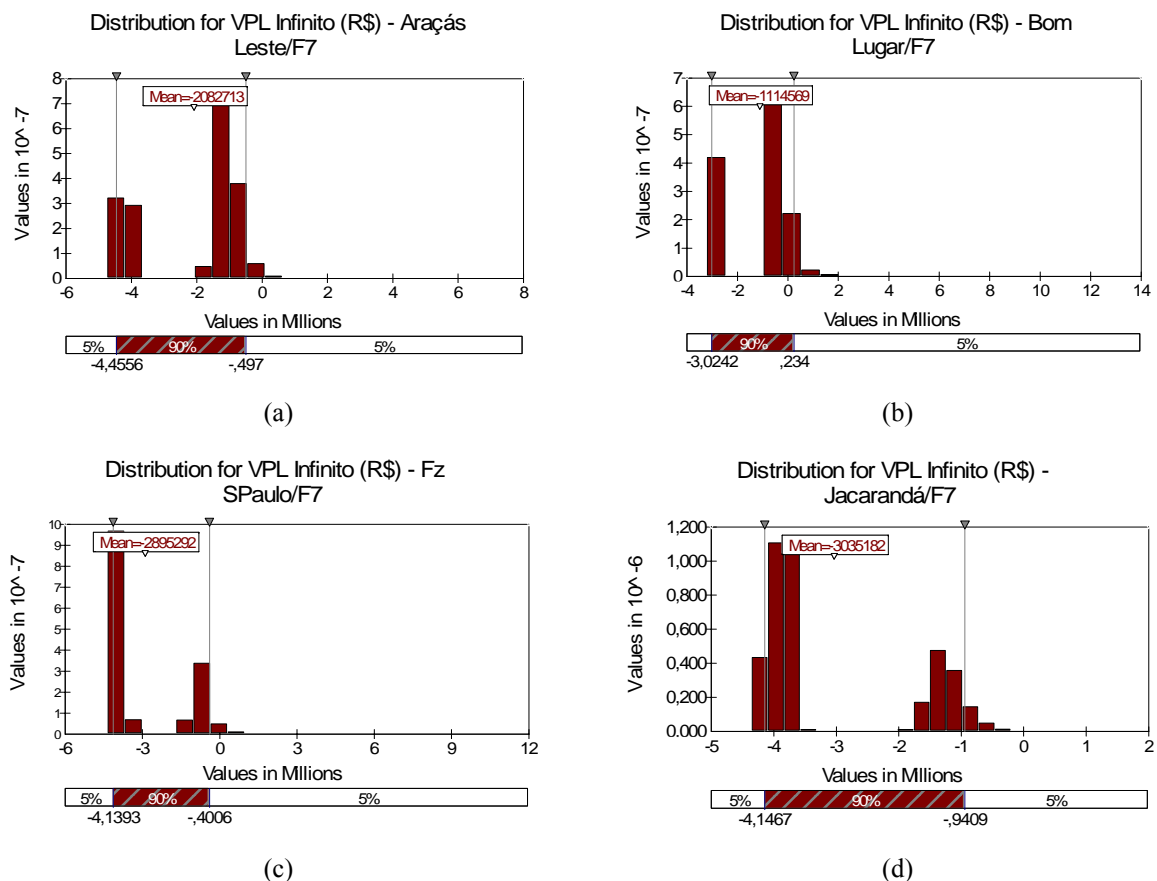 Distribution for VPL Infinito (R$) - Araçás
Leste/F7
Mean=-2082713
Values in 10^ -7
8
7
6
5
4
3
2
1
0
-6 -4 -2 0 2 4 6 8
Values in Millions
5% 90% 5%
-4,4556 -,497
(a)
Distribution for VPL Infinito (R$) - Bom
Lugar/F7
Mean=-1114569
Values in 10^ -7
7
6
5
4
3
2
1
0
-4 -2 0 2 4 6 8 10 12 14
Values in Millions
5% 90% 5%
-3,0242 ,234
(b)
Distribution for VPL Infinito (R$) - Fz
SPaulo/F7
Mean=-2895292
Values in 10^ -7
10
9
8
7
6
5
4
3
2
1
0
-6 -3 0 3 6 9 12
Values in Millions
5% 90% 5%
-4,1393 -,4006
(c)
Distribution for VPL Infinito (R$) -
Jacarandá/F7
Mean=-3035182
Values in 10^ -6
1,200
1,000
0,800
0,600
0,400
0,200
0,000
-5 -4 -3 -2 -1 0 1 2
Values in Millions
5% 90% 5%
-4,1467 -,9409
(d)